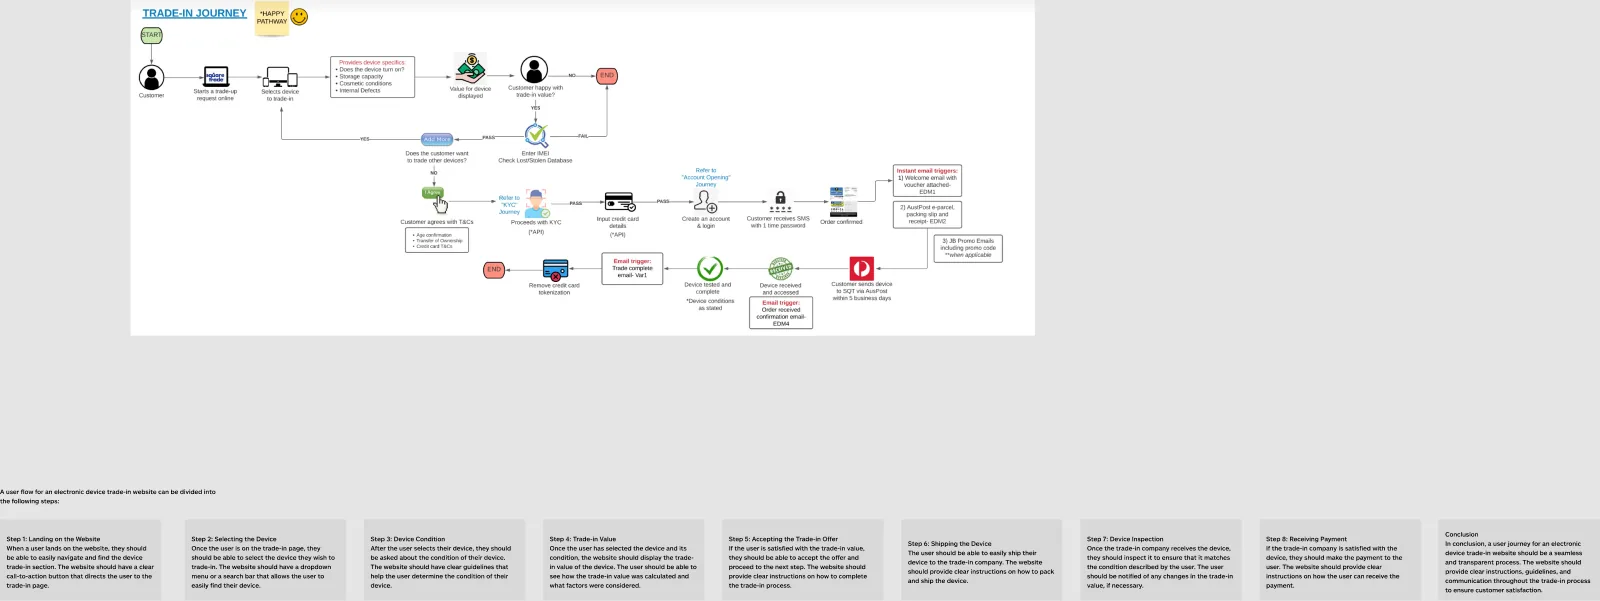 TRADE-IN JOURNEY
*HAPPY
PATHWAY
START
Customer
square
trade
Starts a trade-up
request online
Selects device
to trade-in
Provides device specifics
• Does the device turn on?
• Storage capacity
• Cosmetic conditions
• Internal Defects
Value for device
displayed
Customer happy with
trade-in value?
NO
END
YES
Enter IMEI
Check Lost/Stolen Database
FAIL
PASS
Add More
Does the customer want
to trade other devices?
YES
NO
I Agree
Customer agrees with T&Cs
• Age confirmation
• Transfer of Ownership
• Credit card T&Cs
Refer to
"KYC"
Journey
Proceeds with KYC
(*API)
PASS
Input credit card
details
(*API)
PASS
Refer to
"Account Opening"
Journey
Create an account
& login
Customer receives SMS
with 1 time password
Order confirmed
Instant email triggers:
1) Welcome email with
voucher attached-
EDM1
2) AustPost e-parcel,
packing slip and
receipt- EDM2
3) JB Promo Emails
including promo code
**when applicable
Customer sends device
to SQT via AusPost
within 5 business days
RECEIVED
Device received
and accessed
Email trigger:
Order received
confirmation email-
EDM4
Device tested and
complete
*Device conditions
as stated
Email trigger:
Trade complete
email- Var1
Remove credit card
tokenization
END
A user flow for an electronic device trade-in website can be divided into
the following steps:
Step 1: Landing on the Website
When a user lands on the website, they should
be able to easily navigate and find the device
trade-in section. The website should have a clear
call-to-action button that directs the user to the
trade-in page.
Step 2: Selecting the Device
Once the user is on the trade-in page, they
should be able to select the device they wish to
trade-in. The website should have a dropdown
menu or a search bar that allows the user to
easily find their device.
Step 3: Device Condition
After the user selects their device, they should
be asked about the condition of their device.
The website should have clear guidelines that
help the user determine the condition of their
device.
Step 4: Trade-in Value
Once the user has selected the device and its
condition, the website should display the trade-
in value of the device. The user should be able to
see how the trade-in value was calculated and
what factors were considered.
Step 5: Accepting the Trade-in Offer
If the user is satisfied with the trade-in value,
they should be able to accept the offer and
proceed to the next step. The website should
provide clear instructions on how to complete
the trade-in process.
Step 6: Shipping the Device
The user should be able to easily ship their
device to the trade-in company. The website
should provide clear instructions on how to pack
and ship the device.
Step 7: Device Inspection
Once the trade-in company receives the device,
they should inspect it to ensure that it matches
the condition described by the user. The user
should be notified of any changes in the trade-in
value, if necessary.
Step 8: Receiving Payment
If the trade-in company is satisfied with the
device, they should make the payment to the
user. The website should provide clear
instructions on how the user can receive the
payment.
Conclusion
In conclusion, a user journey for an electronic
device trade-in website should be a seamless
and transparent process. The website should
provide clear instructions, guidelines, and
communication throughout the trade-in process
to ensure customer satisfaction.